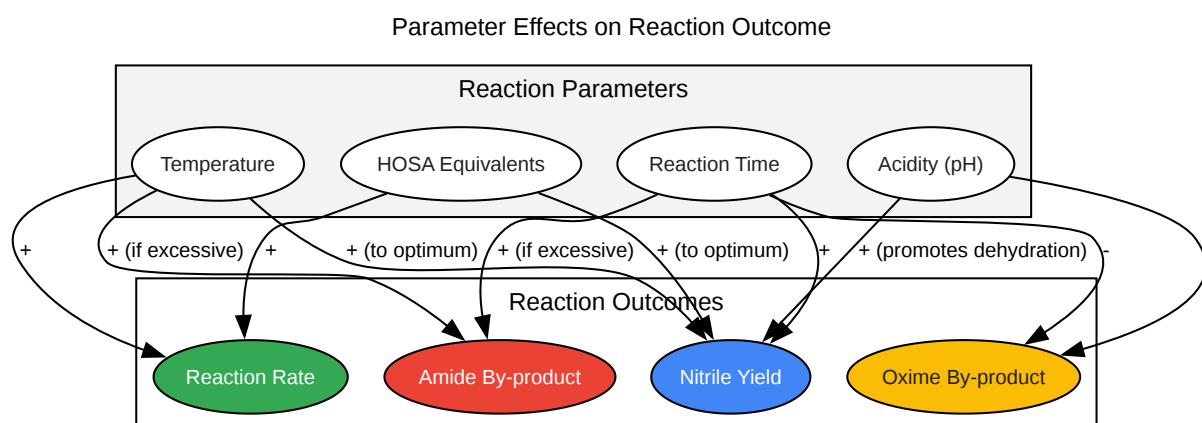 Parameter Effects on Reaction Outcome
Reaction Parameters
Temperature
HOSA Equivalents
Reaction Time
Acidity (pH)
+
+ (if excessive)
+
+ (to optimum)
+ (if excessive)
+ (to optimum)
+
+ (promotes dehydration)
-
Reaction Outcomes
Reaction Rate
Amide By-product
Nitrile Yield
Oxime By-product